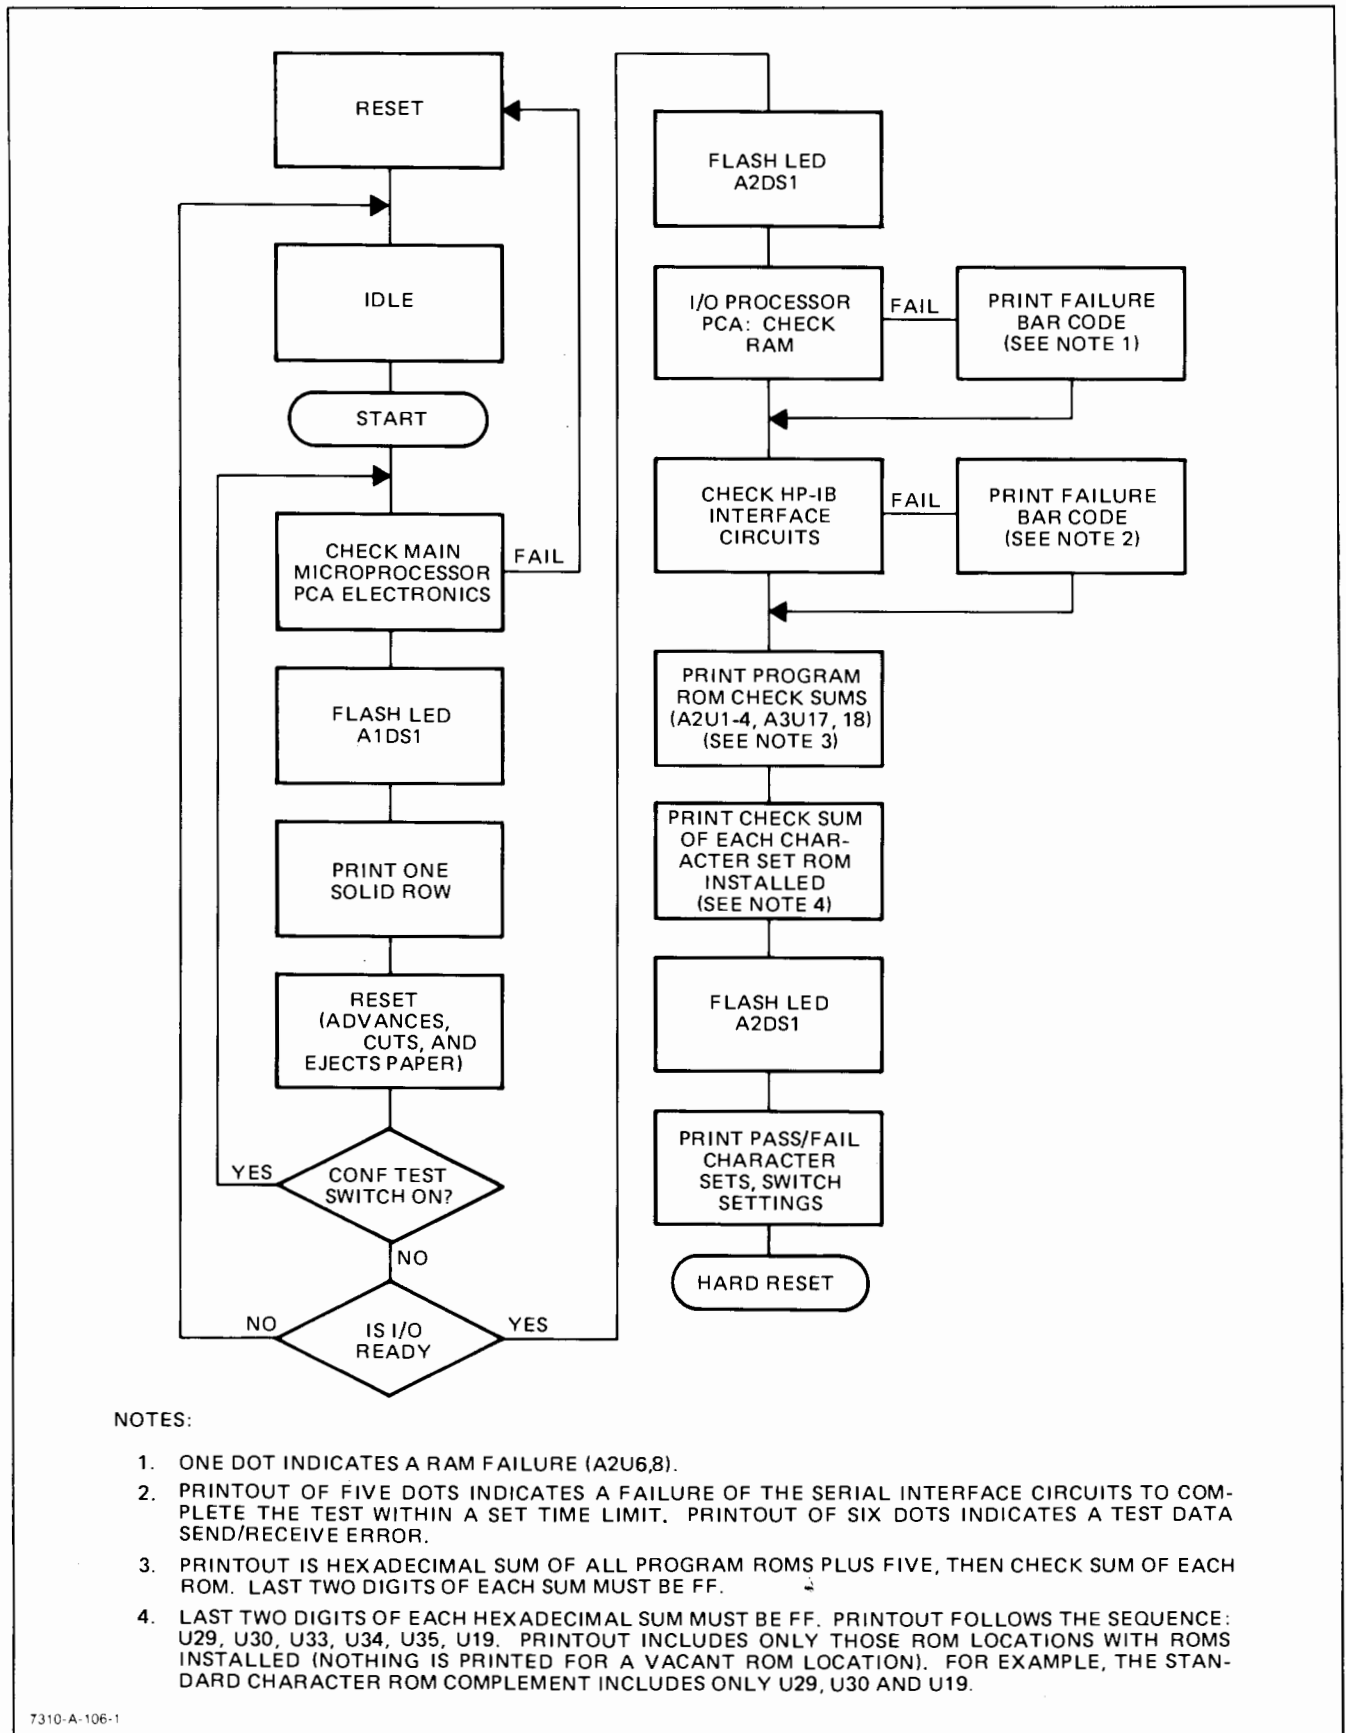 RESET
IDLE
START
CHECK MAIN
MICROPROCESSOR
PCA ELECTRONICS
FAIL
FLASH LED
A1DS1
PRINT ONE
SOLID ROW
RESET
(ADVANCES,
CUTS, AND
EJECTS PAPER)
YES
CONF TEST
SWITCH ON?
NO
NO
IS I/O
READY
YES
FLASH LED
A2DS1
I/O PROCESSOR
PCA: CHECK
RAM
FAIL
PRINT FAILURE
BAR CODE
(SEE NOTE 1)
CHECK HP-IB
INTERFACE
CIRCUITS
FAIL
PRINT FAILURE
BAR CODE
(SEE NOTE 2)
PRINT PROGRAM
ROM CHECK SUMS
(A2U1-4, A3U17, 18)
(SEE NOTE 3)
PRINT CHECK SUM
OF EACH CHAR-
ACTER SET ROM
INSTALLED
(SEE NOTE 4)
FLASH LED
A2DS1
PRINT PASS/FAIL
CHARACTER
SETS, SWITCH
SETTINGS
HARD RESET
NOTES:
1. ONE DOT INDICATES A RAM FAILURE (A2U6,8).
2. PRINTOUT OF FIVE DOTS INDICATES A FAILURE OF THE SERIAL INTERFACE CIRCUITS TO COM-
PLETE THE TEST WITHIN A SET TIME LIMIT. PRINTOUT OF SIX DOTS INDICATES A TEST DATA
SEND/RECEIVE ERROR.
3. PRINTOUT IS HEXADECIMAL SUM OF ALL PROGRAM ROMS PLUS FIVE, THEN CHECK SUM OF EACH
ROM. LAST TWO DIGITS OF EACH SUM MUST BE FF.
4. LAST TWO DIGITS OF EACH HEXADECIMAL SUM MUST BE FF. PRINTOUT FOLLOWS THE SEQUENCE:
U29, U30, U33, U34, U35, U19. PRINTOUT INCLUDES ONLY THOSE ROM LOCATIONS WITH ROMS
INSTALLED (NOTHING IS PRINTED FOR A VACANT ROM LOCATION). FOR EXAMPLE, THE STAN-
DARD CHARACTER ROM COMPLEMENT INCLUDES ONLY U29, U30 AND U19.
7310-A-106-1